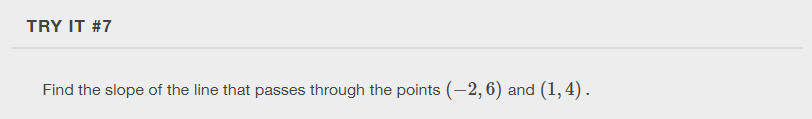 TRY IT #7
Find the slope of the line that passes through the points (−2, 6) and (1, 4) .